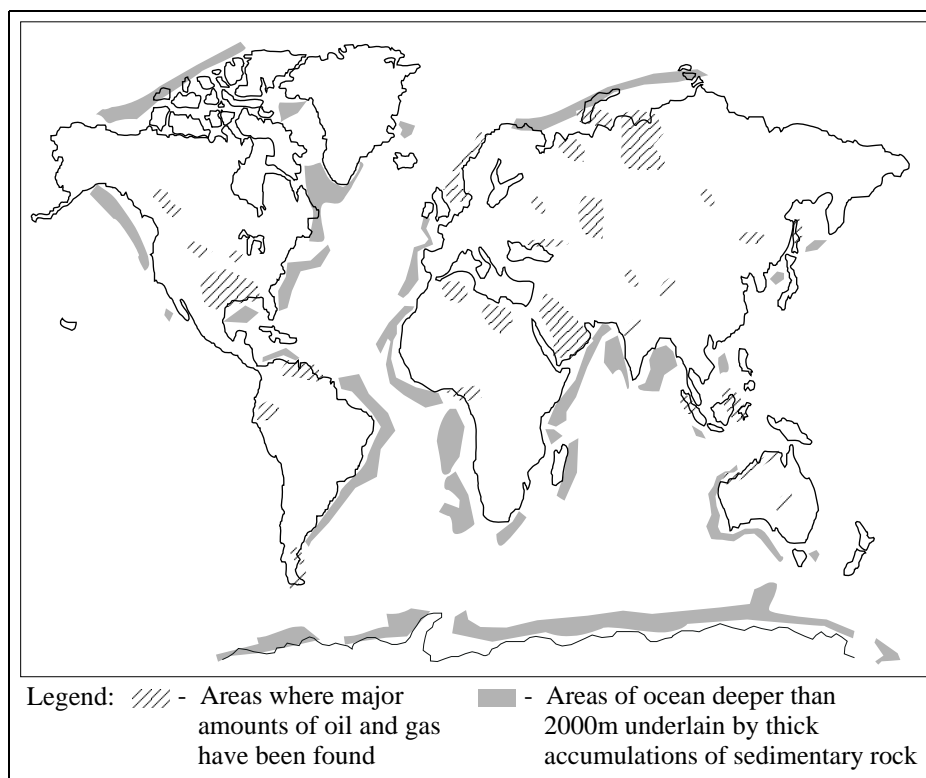 Legend: - Areas where major
amounts of oil and gas
have been found
- Areas of ocean deeper than
2000m underlain by thick
accumulations of sedimentary rock